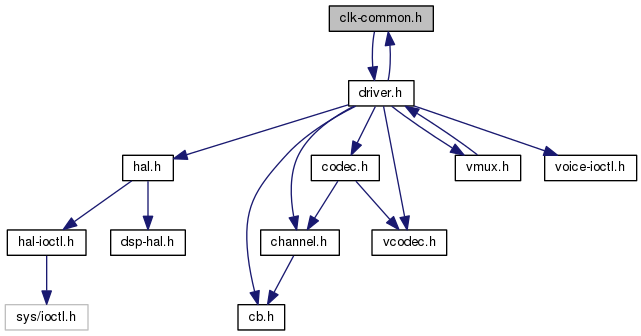 clk-common.h
driver.h
hal.h
codec.h
vmux.h
voice-ioctl.h
hal-ioctl.h
dsp-hal.h
channel.h
vcodec.h
sys/ioctl.h
cb.h